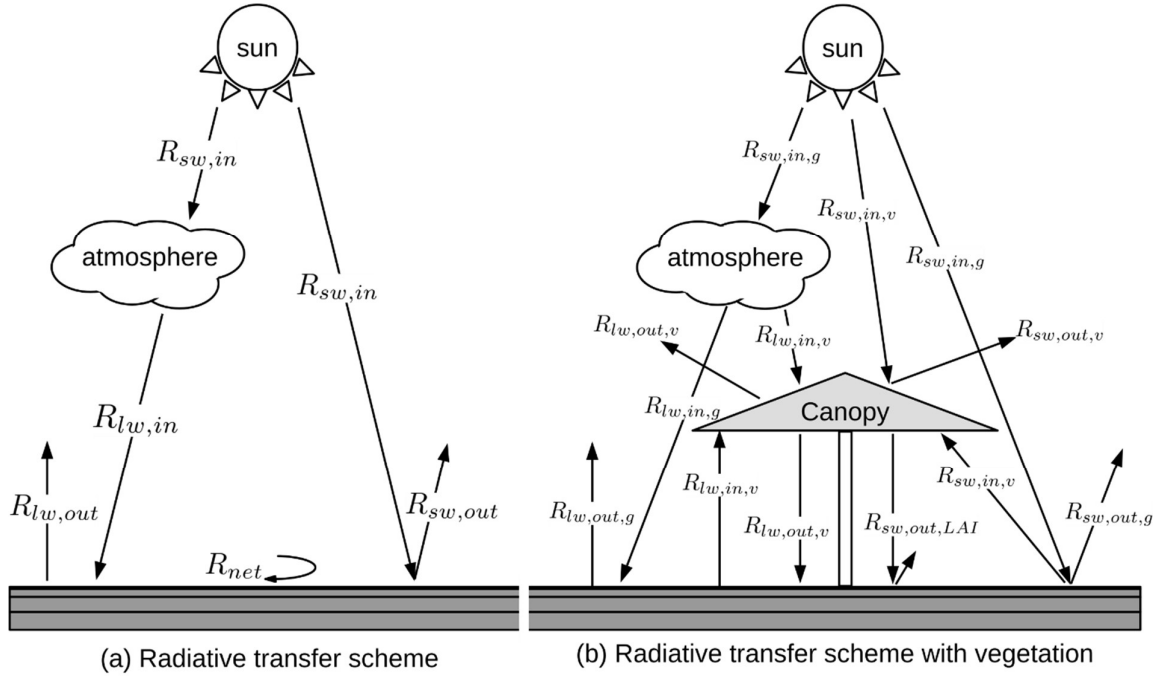 sun
R_{sw,in}
atmosphere
R_{sw,in}
R_{lw,in}
R_{lw,out}
R_{sw,out}
R_{net}
(a) Radiative transfer scheme
sun
R_{sw,in,g}
R_{sw,in,v}
atmosphere
R_{sw,in,g}
R_{lw,out,v}
R_{lw,in,v}
R_{sw,out,v}
R_{lw,in,g}
Canopy
R_{lw,in,v}
R_{sw,in,v}
R_{lw,out,g}
R_{lw,out,v}
R_{sw,out,LAI}
R_{sw,out,g}
(b) Radiative transfer scheme with vegetation